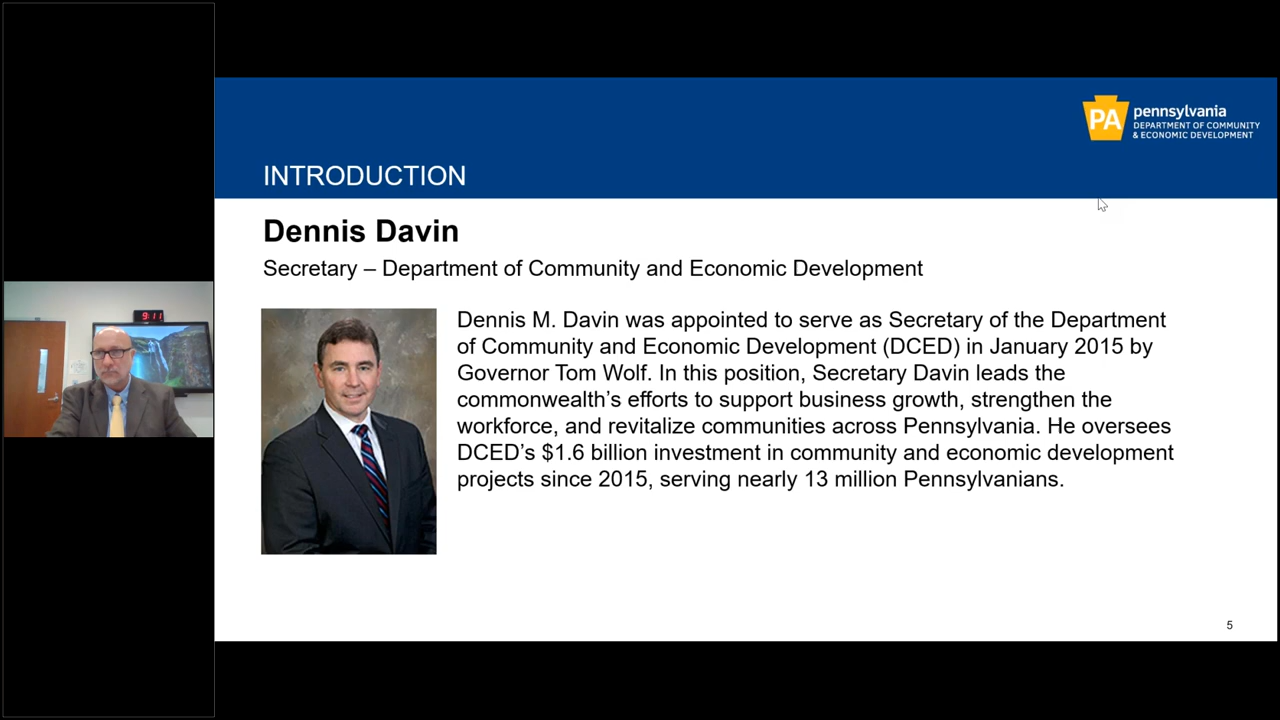 PA
pennsylvania
DEPARTMENT OF COMMUNITY
& ECONOMIC DEVELOPMENT
INTRODUCTION
Dennis Davin
Secretary – Department of Community and Economic Development
9:11
Dennis M. Davin was appointed to serve as Secretary of the Department
of Community and Economic Development (DCED) in January 2015 by
Governor Tom Wolf. In this position, Secretary Davin leads the
commonwealth’s efforts to support business growth, strengthen the
workforce, and revitalize communities across Pennsylvania. He oversees
DCED’s $1.6 billion investment in community and economic development
projects since 2015, serving nearly 13 million Pennsylvanians.
5